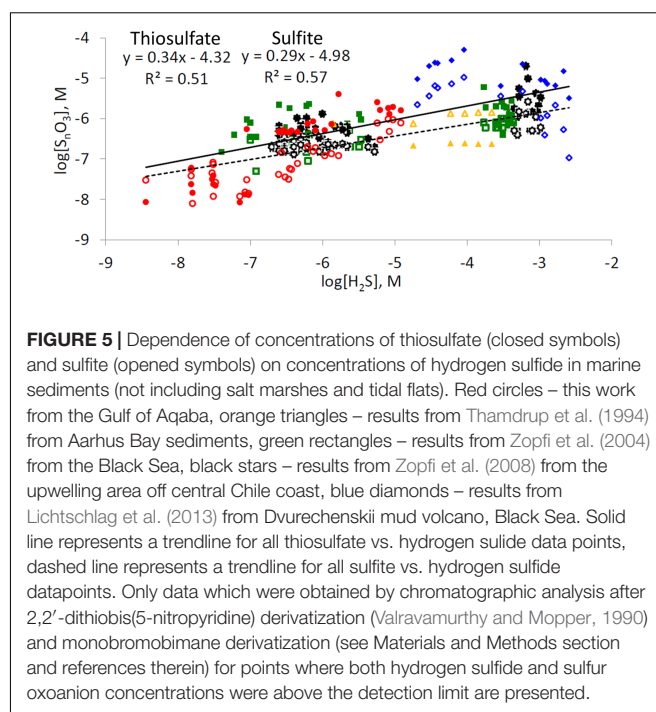 -4
Thiosulfate Sulfite
y = 0.34x - 4.32 y = 0.29x - 4.98
R² = 0.51 R² = 0.57
-5
-6
-7
-8
-9
log[SnO3], M
-9 -8 -7 -6 -5 -4 -3 -2
log[H2S], M
FIGURE 5 | Dependence of concentrations of thiosulfate (closed symbols)
and sulfite (opened symbols) on concentrations of hydrogen sulfide in marine
sediments (not including salt marshes and tidal flats). Red circles – this work
from the Gulf of Aqaba, orange triangles – results from Thamdrup et al. (1994)
from Aarhus Bay sediments, green rectangles – results from Zopfi et al. (2004)
from the Black Sea, black stars – results from Zopfi et al. (2008) from the
upwelling area off central Chile coast, blue diamonds – results from
Lichtschlag et al. (2013) from Dvurechenskii mud volcano, Black Sea. Solid
line represents a trendline for all thiosulfate vs. hydrogen sulide data points,
dashed line represents a trendline for all sulfite vs. hydrogen sulfide
datapoints. Only data which were obtained by chromatographic analysis after
2,2′-dithiobis(5-nitropyridine) derivatization (Valravamurthy and Mopper, 1990)
and monobromobimane derivatization (see Materials and Methods section
and references therein) for points where both hydrogen sulfide and sulfur
oxoanion concentrations were above the detection limit are presented.